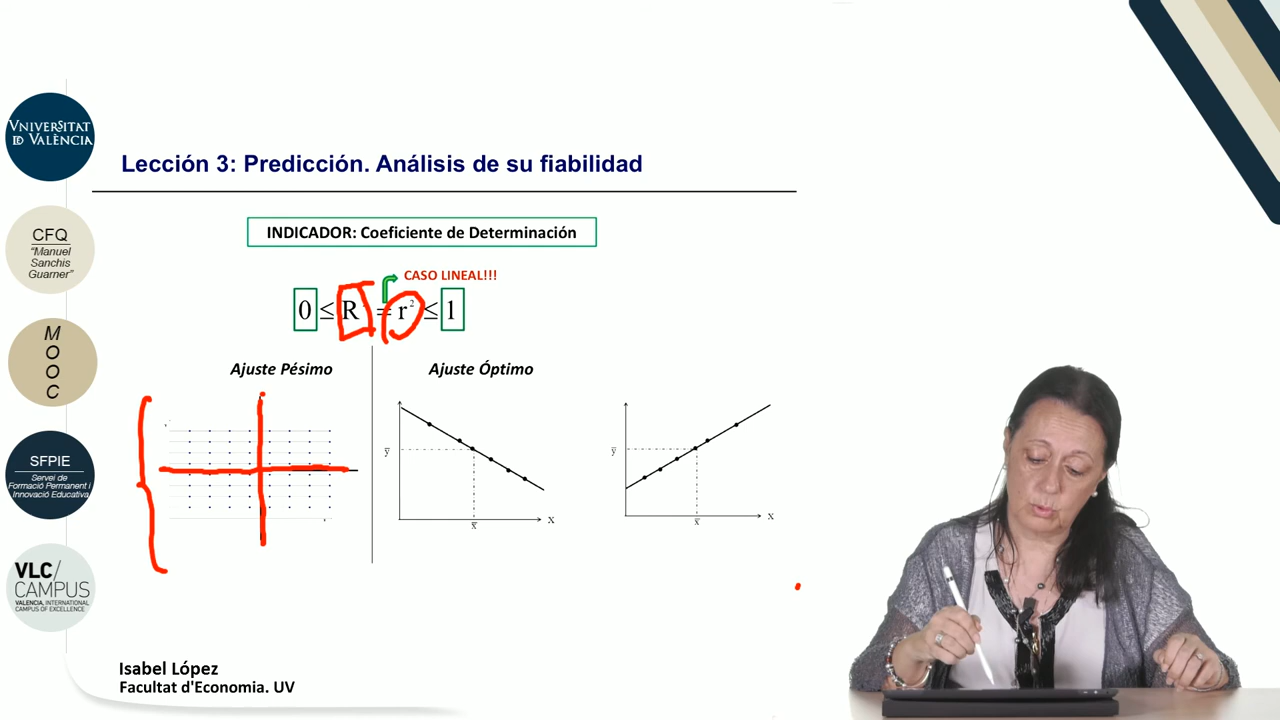 VNIVERSITAT
ID VALÈNCIA
CFQ
"Manuel
Sanchis
Guarner"
M
O
O
C
SFPIE
Servei de
Formació Permanent i
Innovació Educativa
VLC/
CAMPUS
VALENCIA, INTERNATIONAL
CAMPUS OF EXCELLENCE
Lección 3: Predicción. Análisis de su fiabilidad
INDICADOR: Coeficiente de Determinación
CASO LINEAL!!!
0 ≤ R = r² ≤ 1
Ajuste Pésimo
Ajuste Óptimo
y̅
x̅
X
y̅
x̅
X
Isabel López
Facultat d'Economia. UV